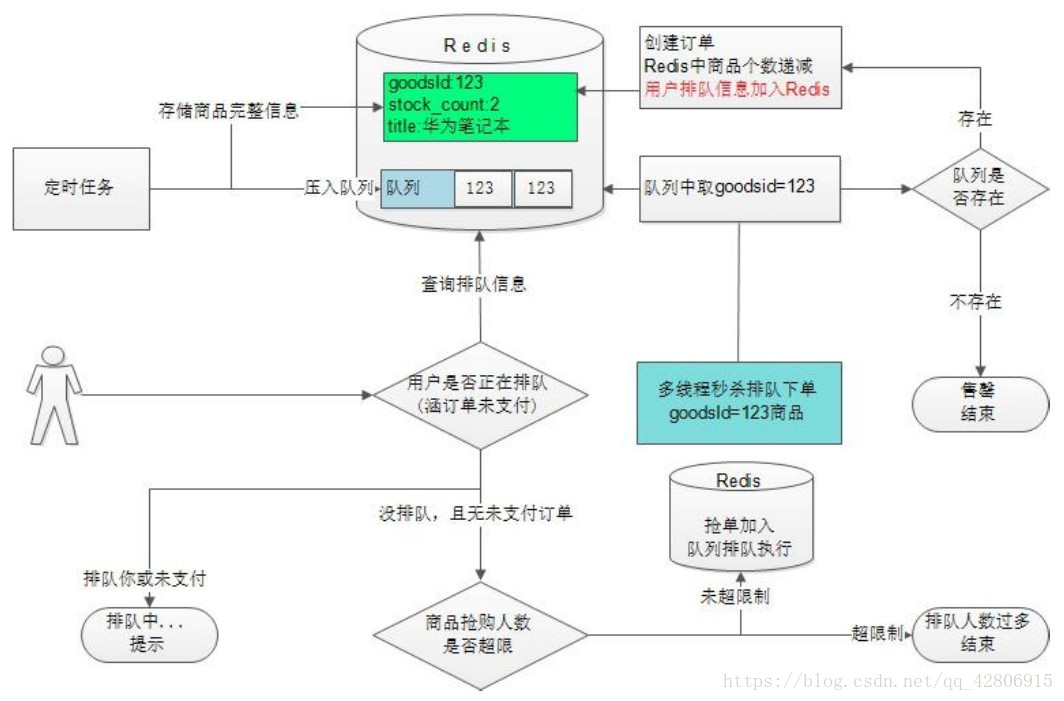 Redis
goodsId:123
stock_count:2
title:华为笔记本
队列
123
123
存储商品完整信息
定时任务
压入队列
创建订单
Redis中商品个数递减
用户排队信息加入Redis
存在
队列中取goodsid=123
队列是
否存在
不存在
售罄
结束
查询排队信息
用户是否正在排队
(涵订单未支付)
多线程秒杀排队下单
goodsId=123商品
没排队，且无未支付订单
排队你或未支付
排队中...
提示
商品抢购人数
是否超限
Redis
抢单加入
队列排队执行
未超限制
超限制
排队人数过多
结束
https://blog.csdn.net/qq_42806915